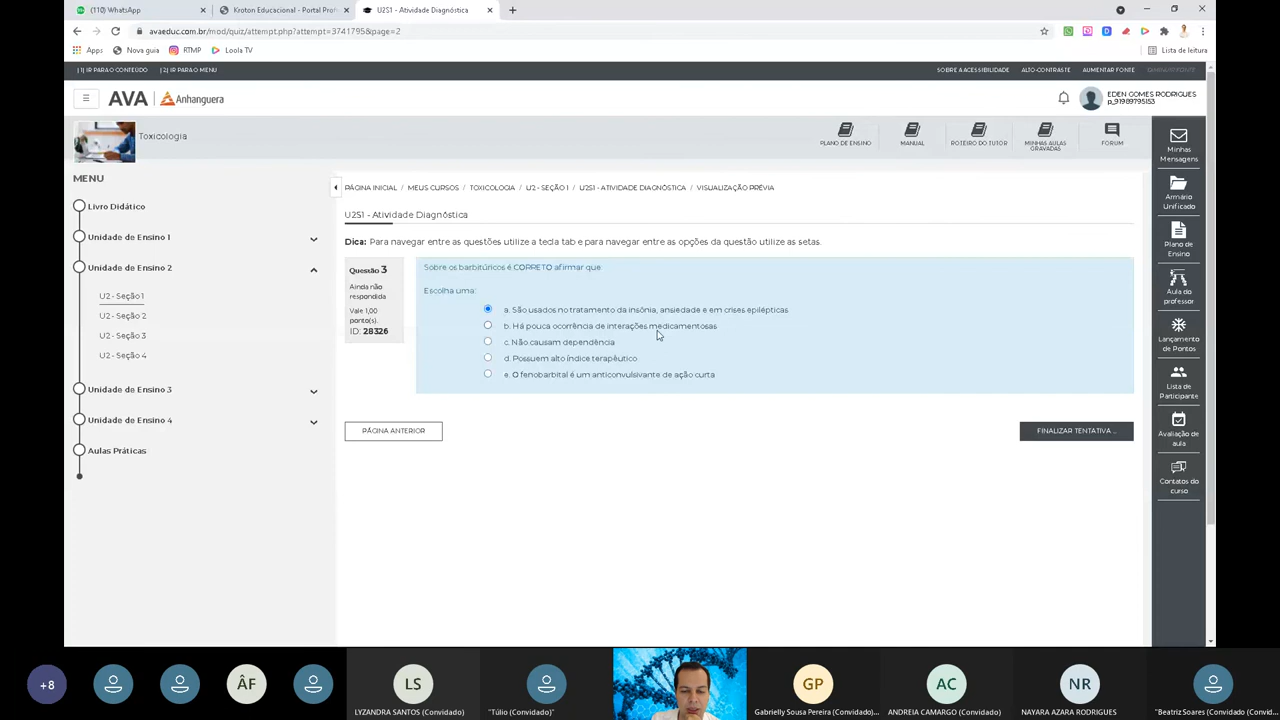 (110) WhatsApp
Kroton Educacional - Portal Prof
U2S1 - Atividade Diagnóstica
avaeduc.com.br/mod/quiz/attempt.php?attempt=3741795&page=2
Apps
Nova guia
RTMP
Loola TV
Lista de leitura
[1] IR PARA O CONTEÚDO
[2] IR PARA O MENU
SOBRE A ACESSIBILIDADE
ALTO-CONTRASTE
AUMENTAR FONTE
AVA
Anhanguera
EDEN GOMES RODRIGUES
p_91989795153
Toxicologia
PLANO DE ENSINO
MANUAL
ROTEIRO DO TUTOR
MINHAS AULAS
GRAVADAS
FORUM
MENU
Livro Didático
Unidade de Ensino 1
Unidade de Ensino 2
U2 - Seção 1
U2 - Seção 2
U2 - Seção 3
U2 - Seção 4
Unidade de Ensino 3
Unidade de Ensino 4
Aulas Práticas
PÁGINA INICIAL / MEUS CURSOS / TOXICOLOGIA / U2 - SEÇÃO 1 / U2S1 - ATIVIDADE DIAGNÓSTICA / VISUALIZAÇÃO PRÉVIA
U2S1 - Atividade Diagnóstica
Dica: Para navegar entre as questões utilize a tecla tab e para navegar entre as opções da questão utilize as setas.
Questão 3
Ainda não
respondida
Vale 1,00
ponto(s).
ID: 28326
Sobre os barbitúricos é CORRETO afirmar que:
Escolha uma:
a. São usados no tratamento da insônia, ansiedade e em crises epilépticas
b. Há pouca ocorrência de interações medicamentosas
c. Não causam dependência
d. Possuem alto índice terapêutico
e. O fenobarbital é um anticonvulsivante de ação curta
PÁGINA ANTERIOR
FINALIZAR TENTATIVA ...
Minhas
Mensagens
Armário
Unificado
Plano de
Ensino
Aula do
professor
Lançamento
de Pontos
Lista de
Participante
Avaliação de
aula
Contatos do
curso
+8
ÂF
LS
LYZANDRA SANTOS (Convidado)
"Túlio (Convidado)"
GP
Gabrielly Sousa Pereira (Convidado)...
AC
ANDREIA CAMARGO (Convidado)
NR
NAYARA AZARA RODRIGUES
"Beatriz Soares (Convidado) (Convid...